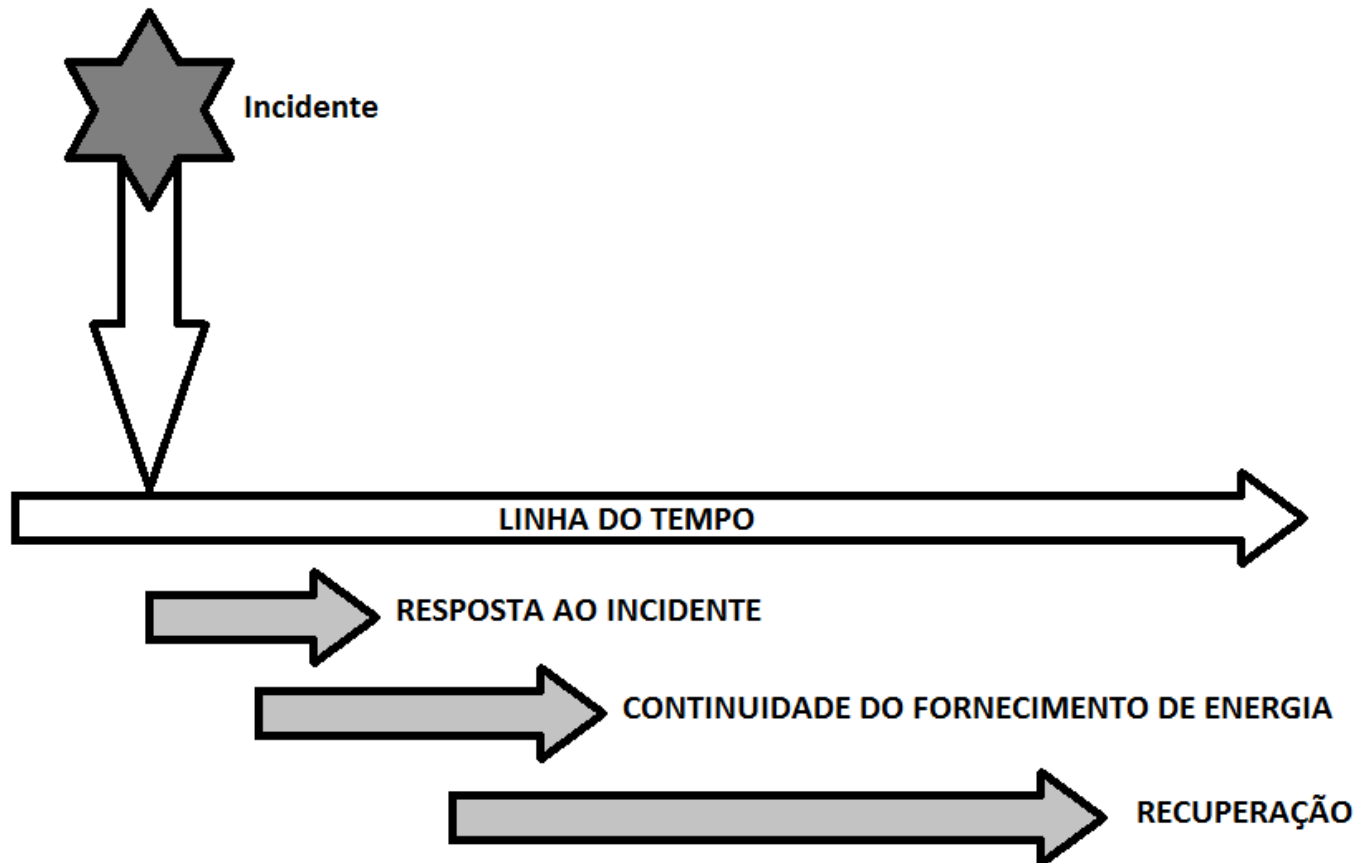 Incidente
LINHA DO TEMPO
RESPOSTA AO INCIDENTE
CONTINUIDADE DO FORNECIMENTO DE ENERGIA
RECUPERAÇÃO